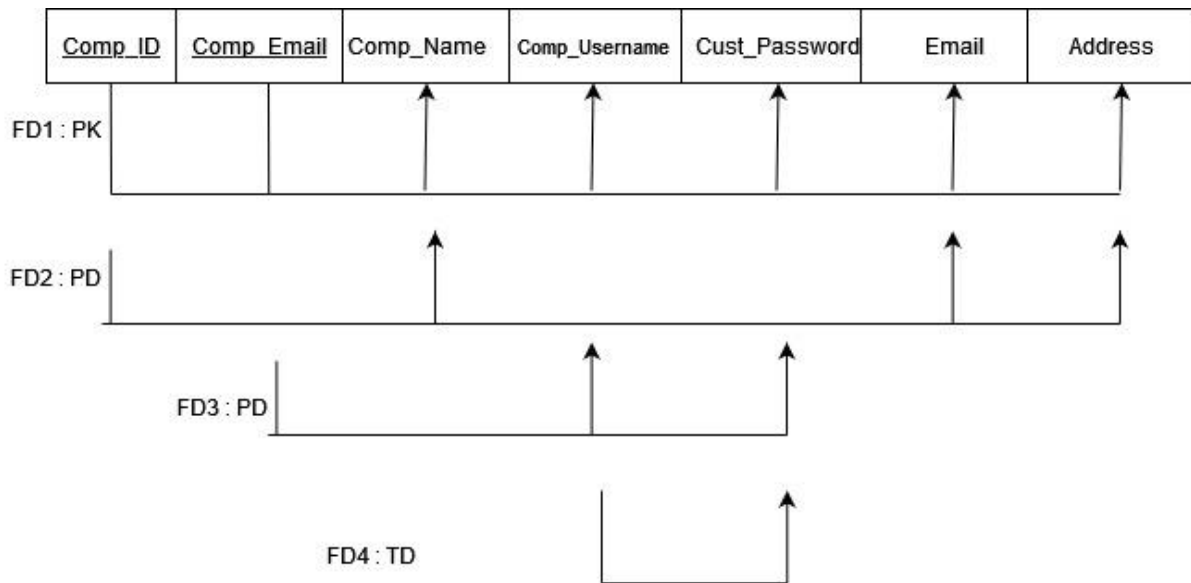 Comp_ID Comp_Email Comp_Name Comp_Username Cust_Password Email Address
FD1 : PK
FD2 : PD
FD3 : PD
FD4 : TD